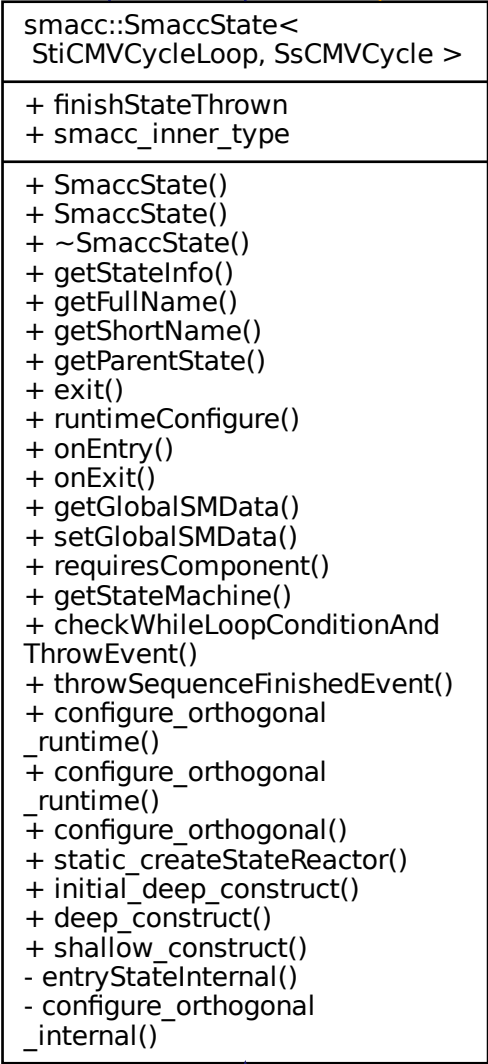 smacc::SmaccState<
StiCMVCycleLoop, SsCMVCycle >
+ finishStateThrown
+ smacc_inner_type
+ SmaccState()
+ SmaccState()
+ ~SmaccState()
+ getStateInfo()
+ getFullName()
+ getShortName()
+ getParentState()
+ exit()
+ runtimeConfigure()
+ onEntry()
+ onExit()
+ getGlobalSMData()
+ setGlobalSMData()
+ requiresComponent()
+ getStateMachine()
+ checkWhileLoopConditionAnd
ThrowEvent()
+ throwSequenceFinishedEvent()
+ configure_orthogonal
_runtime()
+ configure_orthogonal
_runtime()
+ configure_orthogonal()
+ static_createStateReactor()
+ initial_deep_construct()
+ deep_construct()
+ shallow_construct()
- entryStateInternal()
- configure_orthogonal
_internal()